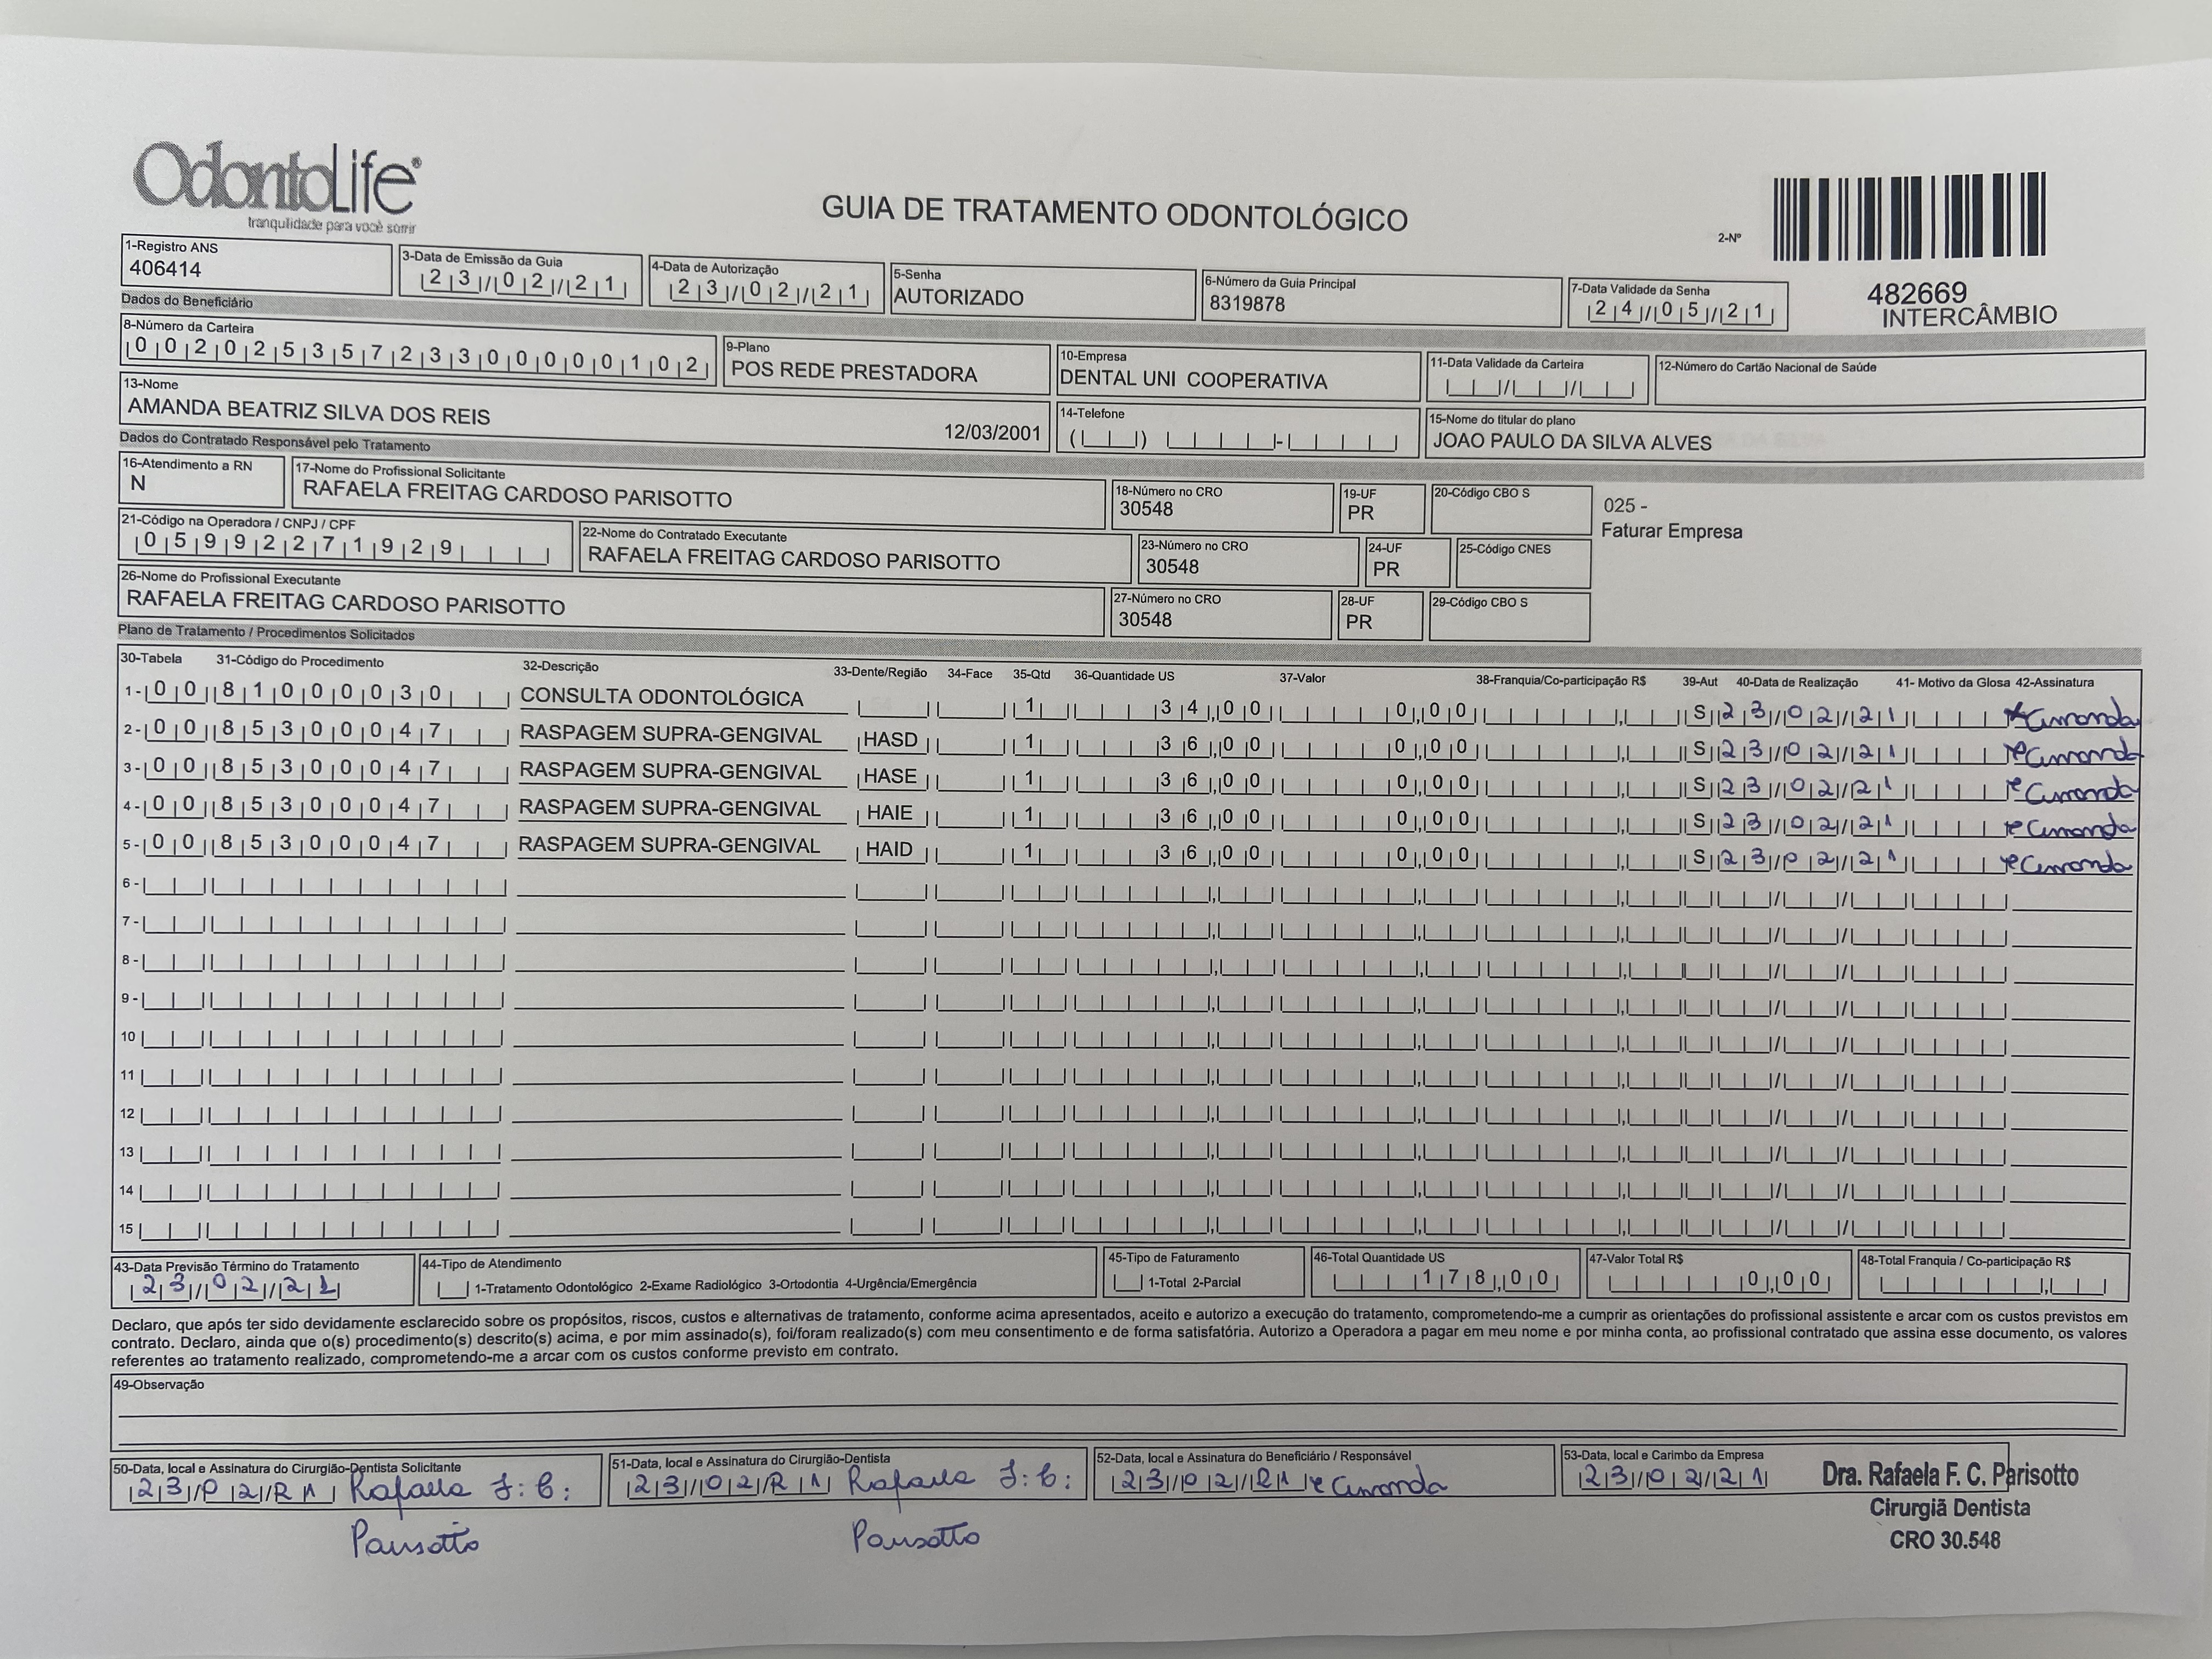 OdontoLife®
tranquilidade para você sorrir
GUIA DE TRATAMENTO ODONTOLÓGICO
2-Nº
482669
INTERCÂMBIO
1-Registro ANS
406414
3-Data de Emissão da Guia
23/02/21
4-Data de Autorização
23/02/21
5-Senha
AUTORIZADO
6-Número da Guia Principal
8319878
7-Data Validade da Senha
24/05/21
Dados do Beneficiário
8-Número da Carteira
00202535723300000102
9-Plano
POS REDE PRESTADORA
10-Empresa
DENTAL UNI COOPERATIVA
11-Data Validade da Carteira
12-Número do Cartão Nacional de Saúde
13-Nome
AMANDA BEATRIZ SILVA DOS REIS
12/03/2001
14-Telefone
15-Nome do titular do plano
JOAO PAULO DA SILVA ALVES
Dados do Contratado Responsável pelo Tratamento
16-Atendimento a RN
N
17-Nome do Profissional Solicitante
RAFAELA FREITAG CARDOSO PARISOTTO
18-Número no CRO
30548
19-UF
PR
20-Código CBO S
025 -
Faturar Empresa
21-Código na Operadora / CNPJ / CPF
05992271929
22-Nome do Contratado Executante
RAFAELA FREITAG CARDOSO PARISOTTO
23-Número no CRO
30548
24-UF
PR
25-Código CNES
26-Nome do Profissional Executante
RAFAELA FREITAG CARDOSO PARISOTTO
27-Número no CRO
30548
28-UF
PR
29-Código CBO S
Plano de Tratamento / Procedimentos Solicitados
30-Tabela 31-Código do Procedimento 32-Descrição 33-Dente/Região 34-Face 35-Qtd 36-Quantidade US 37-Valor 38-Franquia/Co-participação R$ 39-Aut 40-Data de Realização 41- Motivo da Glosa 42-Assinatura
1- 00 81000030 CONSULTA ODONTOLÓGICA 1 34,00 0,00 S 23/02/21 Amanda
2- 00 85300047 RASPAGEM SUPRA-GENGIVAL HASD 1 36,00 0,00 S 23/02/21 Amanda
3- 00 85300047 RASPAGEM SUPRA-GENGIVAL HASE 1 36,00 0,00 S 23/02/21 Amanda
4- 00 85300047 RASPAGEM SUPRA-GENGIVAL HAIE 1 36,00 0,00 S 23/02/21 Amanda
5- 00 85300047 RASPAGEM SUPRA-GENGIVAL HAID 1 36,00 0,00 S 23/02/21 Amanda
6-
7-
8-
9-
10
11
12
13
14
15
43-Data Previsão Término do Tratamento
23/02/21
44-Tipo de Atendimento
1-Tratamento Odontológico 2-Exame Radiológico 3-Ortodontia 4-Urgência/Emergência
45-Tipo de Faturamento
1-Total 2-Parcial
46-Total Quantidade US
178,00
47-Valor Total R$
0,00
48-Total Franquia / Co-participação R$
Declaro, que após ter sido devidamente esclarecido sobre os propósitos, riscos, custos e alternativas de tratamento, conforme acima apresentados, aceito e autorizo a execução do tratamento, comprometendo-me a cumprir as orientações do profissional assistente e arcar com os custos previstos em
contrato. Declaro, ainda que o(s) procedimento(s) descrito(s) acima, e por mim assinado(s), foi/foram realizado(s) com meu consentimento e de forma satisfatória. Autorizo a Operadora a pagar em meu nome e por minha conta, ao profissional contratado que assina esse documento, os valores
referentes ao tratamento realizado, comprometendo-me a arcar com os custos conforme previsto em contrato.
49-Observação
50-Data, local e Assinatura do Cirurgião-Dentista Solicitante
23/02/21 Rafaela F. C.
Parisotto
51-Data, local e Assinatura do Cirurgião-Dentista
23/02/21 Rafaela F. C.
Parisotto
52-Data, local e Assinatura do Beneficiário / Responsável
23/02/21 Amanda
53-Data, local e Carimbo da Empresa
23/02/21
Dra. Rafaela F. C. Parisotto
Cirurgiã Dentista
CRO 30.548